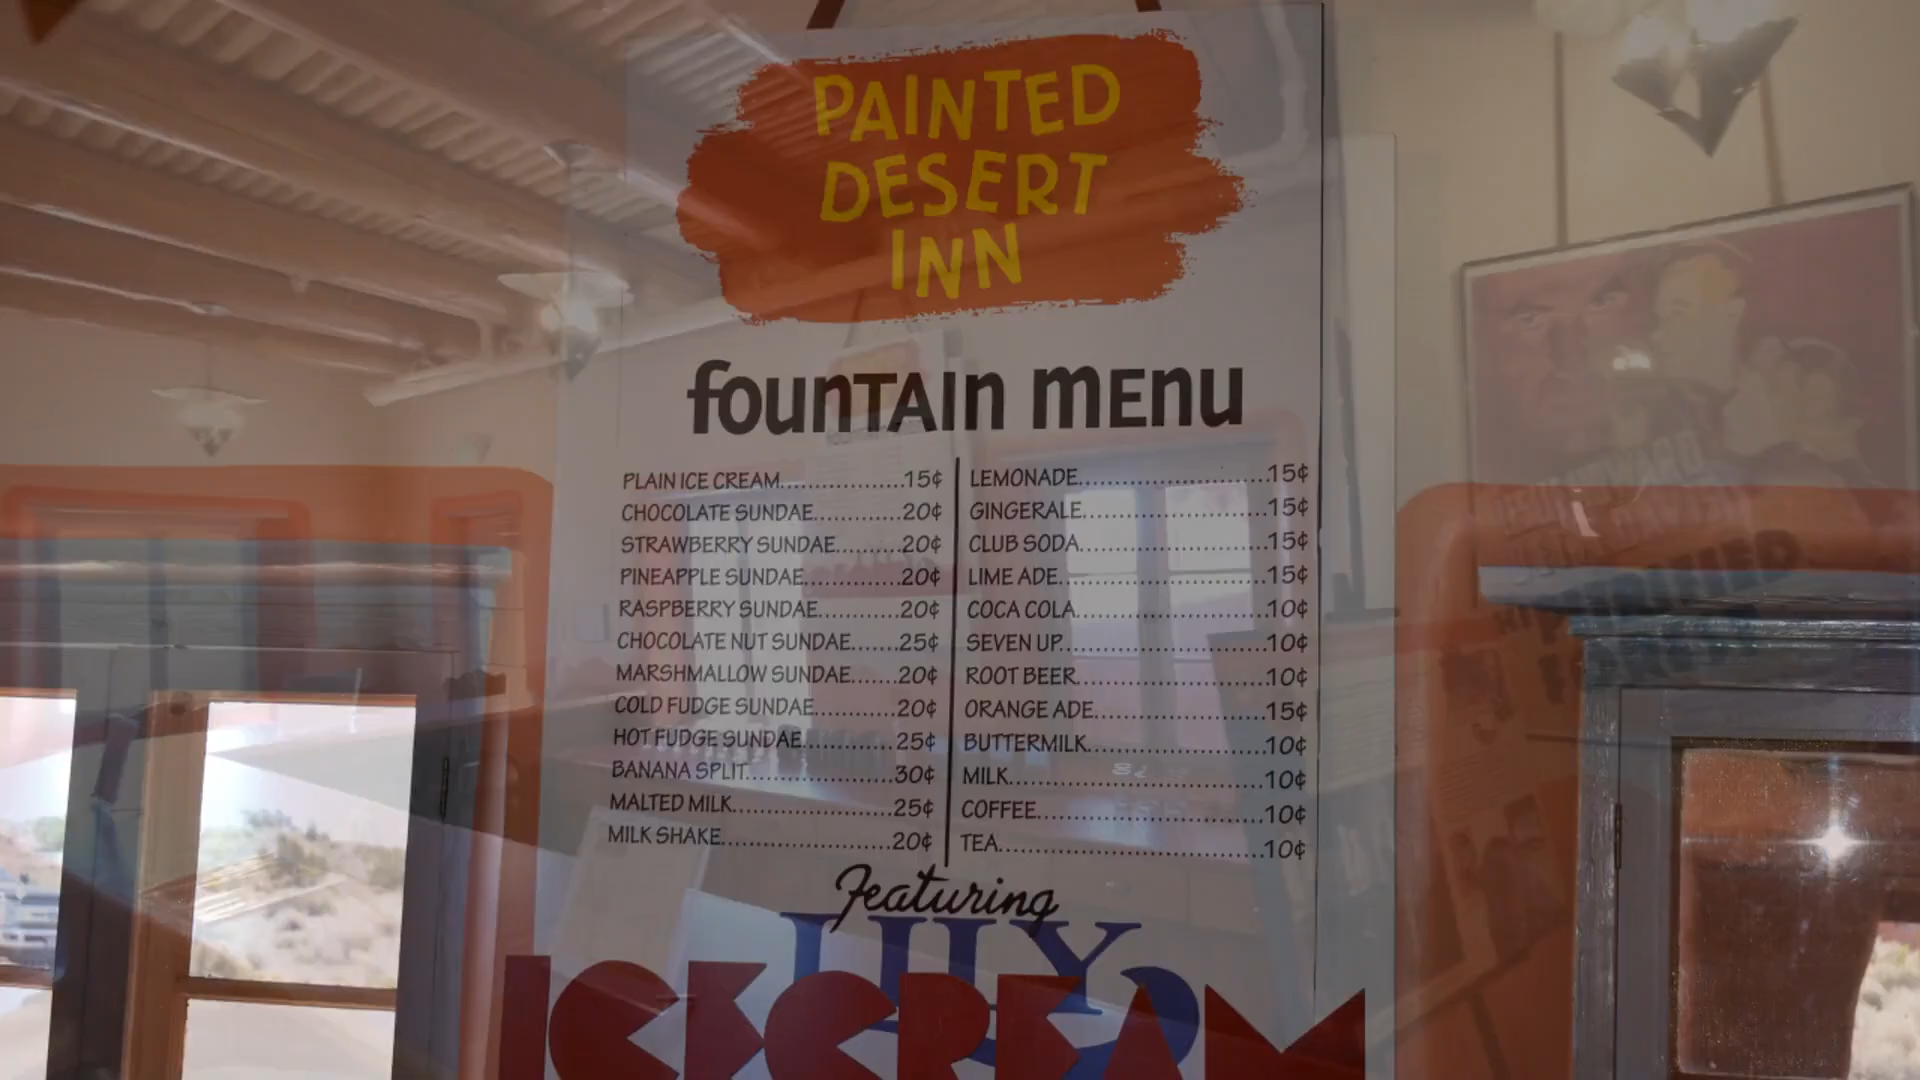 PAINTED
DESERT
INN
fountain menu
PLAIN ICE CREAM...................15¢
CHOCOLATE SUNDAE.............20¢
STRAWBERRY SUNDAE..........20¢
PINEAPPLE SUNDAE...............20¢
RASPBERRY SUNDAE.............20¢
CHOCOLATE NUT SUNDAE.......25¢
MARSHMALLOW SUNDAE.......20¢
COLD FUDGE SUNDAE............20¢
HOT FUDGE SUNDAE..............25¢
BANANA SPLIT.......................30¢
MALTED MILK.........................25¢
MILK SHAKE...........................20¢
LEMONADE.............................15¢
GINGERALE............................15¢
CLUB SODA............................15¢
LIME ADE................................15¢
COCA COLA............................10¢
SEVEN UP...............................10¢
ROOT BEER............................10¢
ORANGE ADE.........................15¢
BUTTERMILK..........................10¢
MILK.......................................10¢
COFFEE..................................10¢
TEA........................................10¢
Featuring
LILY
ICE CREAM